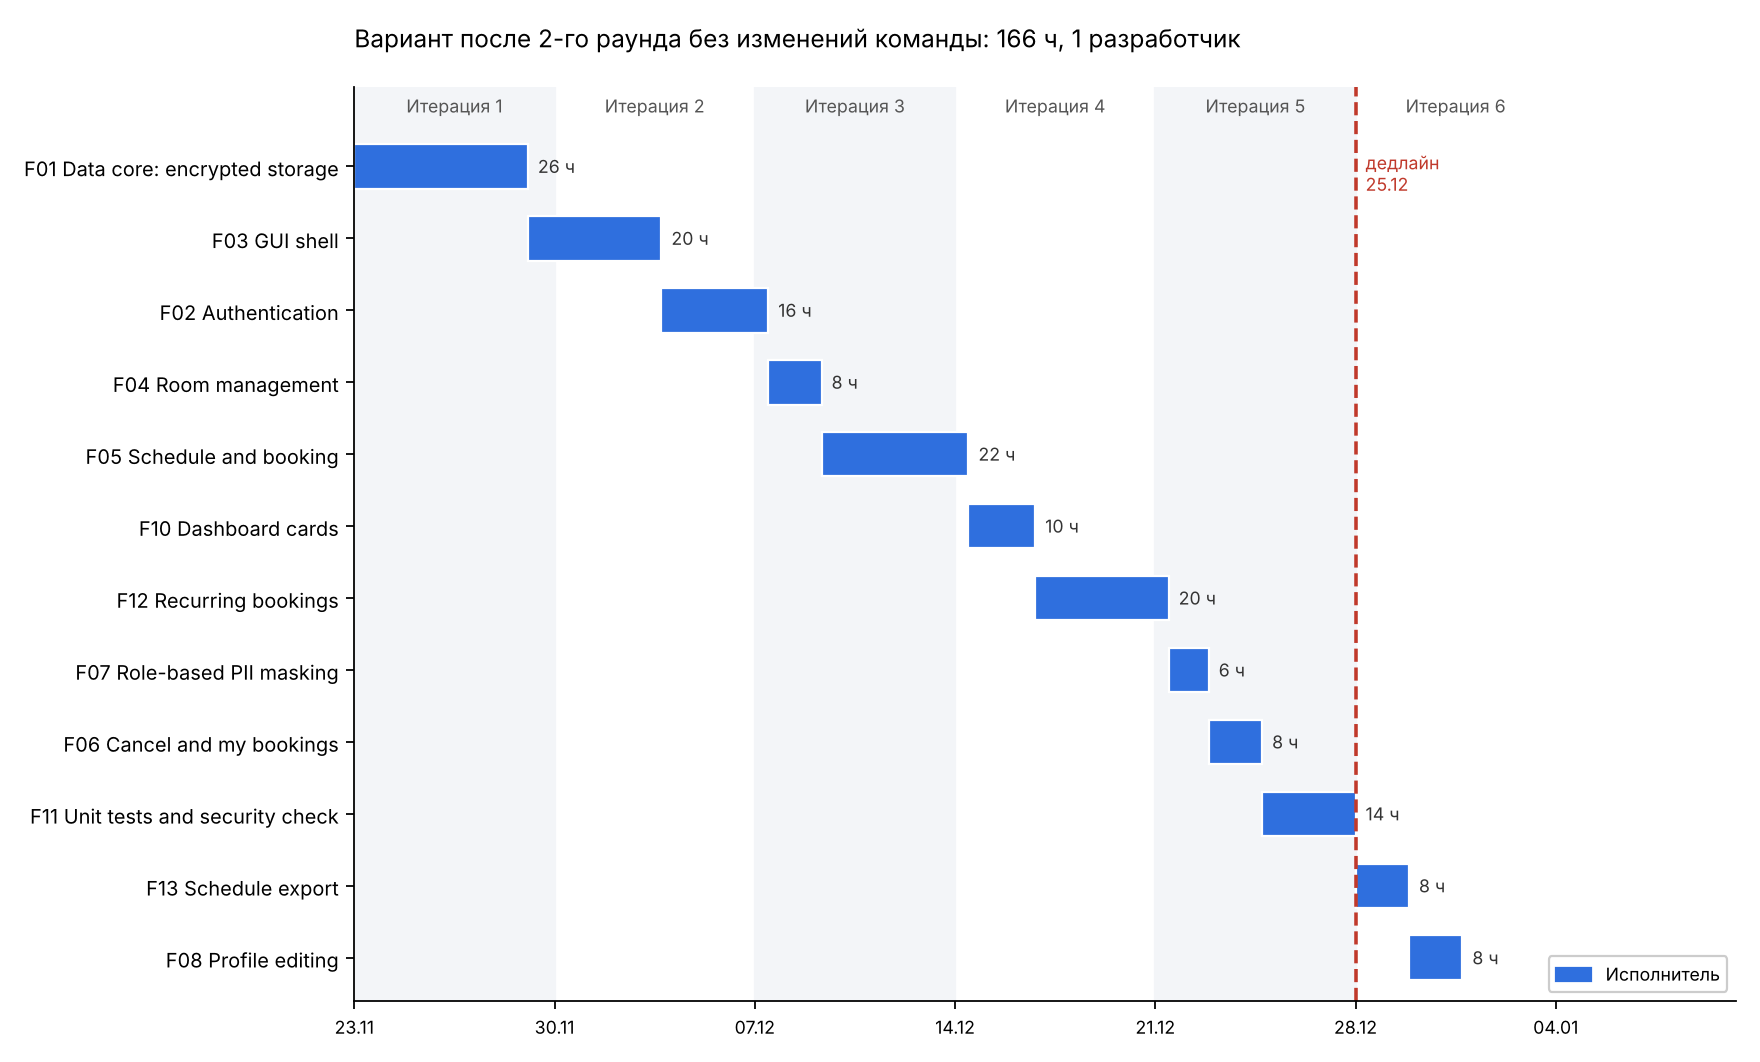 Вариант после 2-го раунда без изменений команды: 166 ч, 1 разработчик
Итерация 1
Итерация 2
Итерация 3
Итерация 4
Итерация 5
Итерация 6
F01 Data core: encrypted storage
26 ч
дедлайн
25.12
F03 GUI shell
20 ч
F02 Authentication
16 ч
F04 Room management
8 ч
F05 Schedule and booking
22 ч
F10 Dashboard cards
10 ч
F12 Recurring bookings
20 ч
F07 Role-based PII masking
6 ч
F06 Cancel and my bookings
8 ч
F11 Unit tests and security check
14 ч
F13 Schedule export
8 ч
F08 Profile editing
8 ч
Исполнитель
23.11
30.11
07.12
14.12
21.12
28.12
04.01